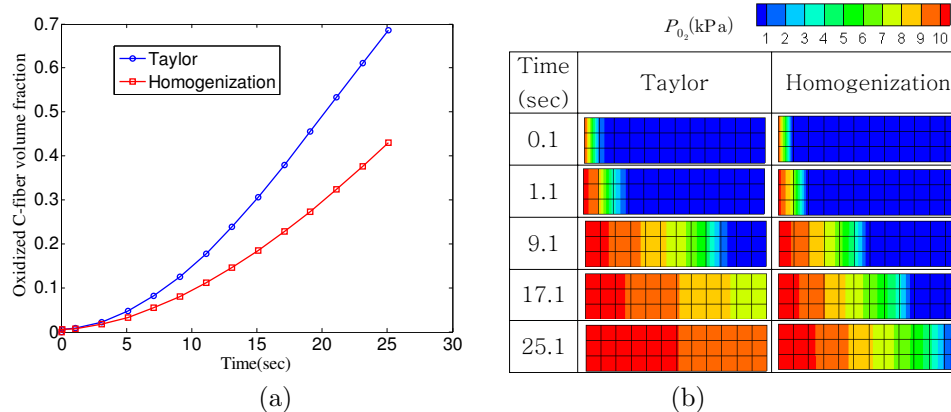 0.7
0.6
0.5
0.4
0.3
0.2
0.1
0
0 5 10 15 20 25 30
Oxidized C-fiber volume fraction
Time(sec)
Taylor
Homogenization
(a)
P_{0_2}(kPa)
1 2 3 4 5 6 7 8 9 10
Time (sec) Taylor Homogenization
0.1
1.1
9.1
17.1
25.1
(b)